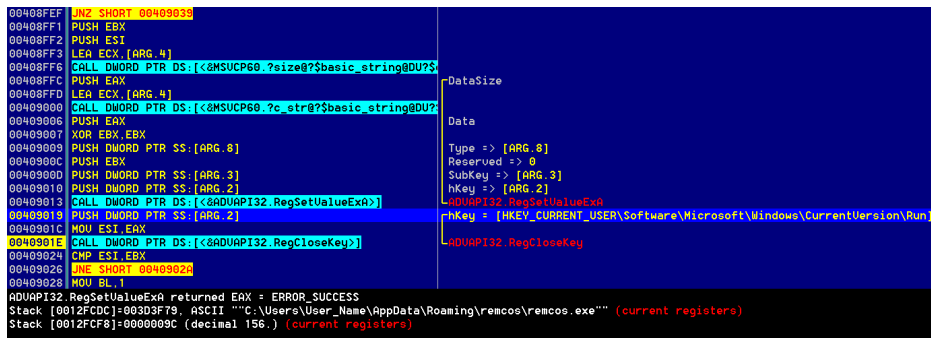 00408FEF JNZ SHORT 00409039
00408FF1 PUSH EBX
00408FF2 PUSH ESI
00408FF3 LEA ECX,[ARG.4]
00408FF6 CALL DWORD PTR DS:[<&MSVCP60.?size@?$basic_string@DU?$
00408FFC PUSH EAX DataSize
00408FFD LEA ECX,[ARG.4]
00409000 CALL DWORD PTR DS:[<&MSVCP60.?c_str@?$basic_string@DU?
00409006 PUSH EAX Data
00409007 XOR EBX,EBX
00409009 PUSH DWORD PTR SS:[ARG.8] Type => [ARG.8]
0040900C PUSH EBX Reserved => 0
0040900D PUSH DWORD PTR SS:[ARG.3] SubKey => [ARG.3]
00409010 PUSH DWORD PTR SS:[ARG.2] hKey => [ARG.2]
00409013 CALL DWORD PTR DS:[<&ADVAPI32.RegSetValueExA>] ADVAPI32.RegSetValueExA
00409019 PUSH DWORD PTR SS:[ARG.2] hKey = [HKEY_CURRENT_USER\Software\Microsoft\Windows\CurrentVersion\Run]
0040901C MOV ESI,EAX
0040901E CALL DWORD PTR DS:[<&ADVAPI32.RegCloseKey>] ADVAPI32.RegCloseKey
00409024 CMP ESI,EBX
00409026 JNE SHORT 0040902A
00409028 MOV BL,1
ADVAPI32.RegSetValueExA returned EAX = ERROR_SUCCESS
Stack [0012FCDC]=003D3F79, ASCII ""C:\Users\User_Name\AppData\Roaming\remcos\remcos.exe"" (current registers)
Stack [0012FCF8]=0000009C (decimal 156.) (current registers)